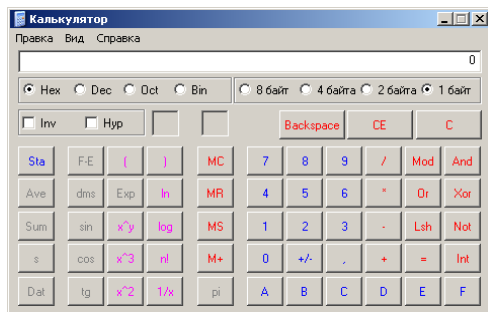 Калькулятор
Правка Вид Справка
0
Hex Dec Oct Bin 8 байт 4 байта 2 байта 1 байт
Inv Hyp Backspace CE C
Sta F-E ( ) MC 7 8 9 / Mod And
Ave dms Exp ln MR 4 5 6 * Or Xor
Sum sin x^y log MS 1 2 3 - Lsh Not
s cos x^3 n! M+ 0 +/- , + = Int
Dat tg x^2 1/x pi A B C D E F